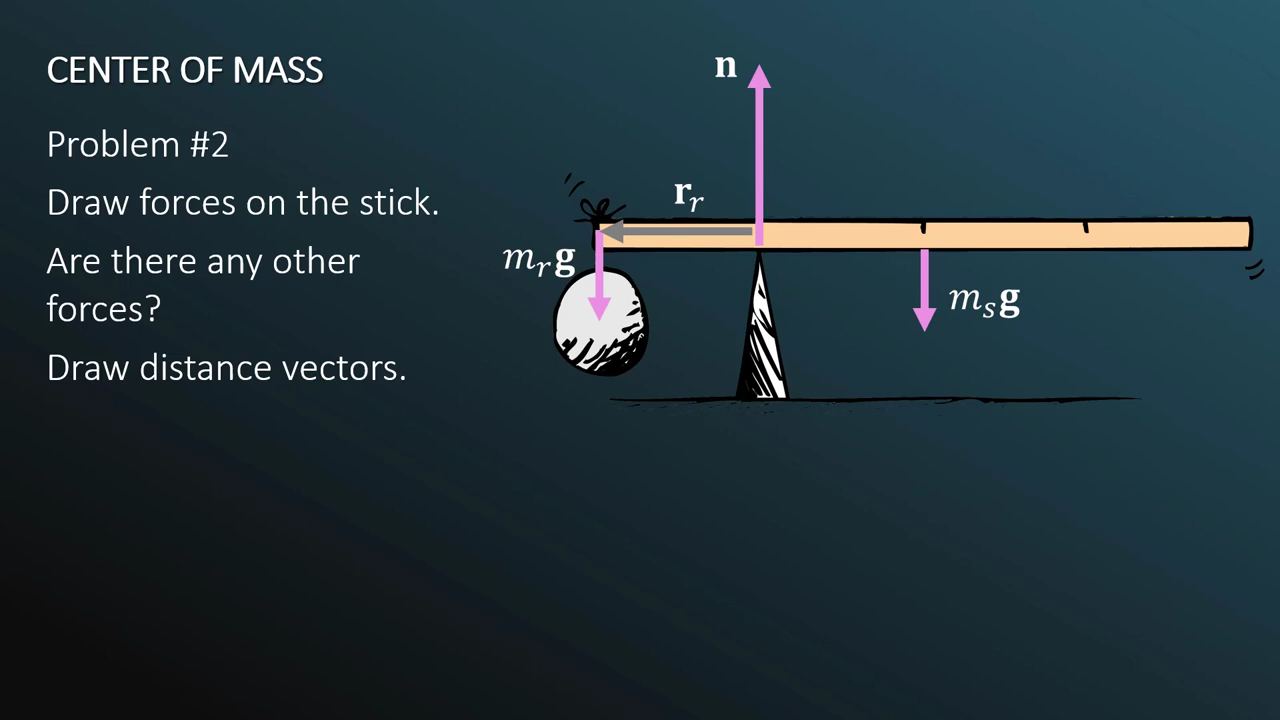 CENTER OF MASS
Problem #2
Draw forces on the stick.
Are there any other
forces?
Draw distance vectors.
n
r_r
m_r g
m_s g